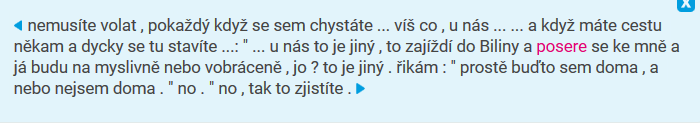 nemusíte volat , pokaždý když se sem chystáte ... víš co , u nás ... ... a když máte cestu
někam a dycky se tu stavíte ...: " ... u nás to je jiný , to zajíždí do Biliny a posere se ke mně a
já budu na myslivně nebo vobráceně , jo ? to je jiný . řikám : " prostě buďto sem doma , a
nebo nejsem doma . " no . " no , tak to zjistíte .